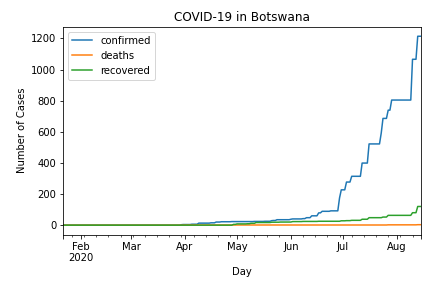 COVID-19 in Botswana
confirmed
deaths
recovered
1200
1000
800
600
400
200
0
Number of Cases
Feb Mar Apr May Jun Jul Aug
2020
Day